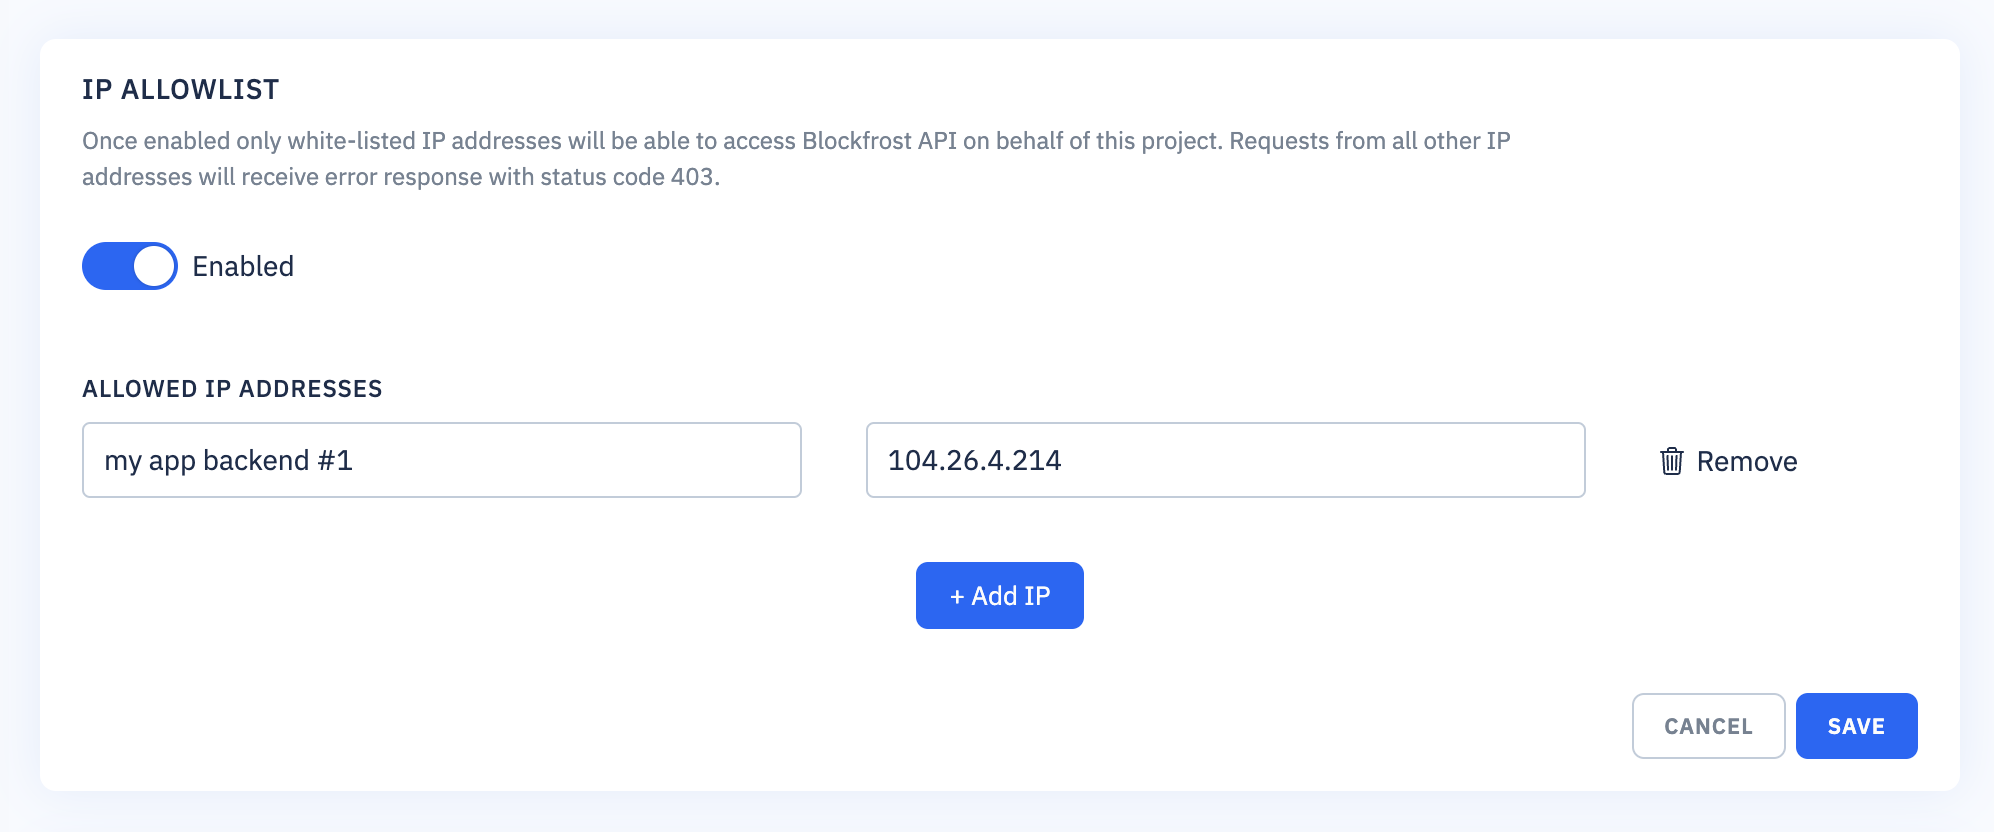 IP ALLOWLIST
Once enabled only white-listed IP addresses will be able to access Blockfrost API on behalf of this project. Requests from all other IP
addresses will receive error response with status code 403.
Enabled
ALLOWED IP ADDRESSES
my app backend #1
104.26.4.214
Remove
+ Add IP
CANCEL
SAVE